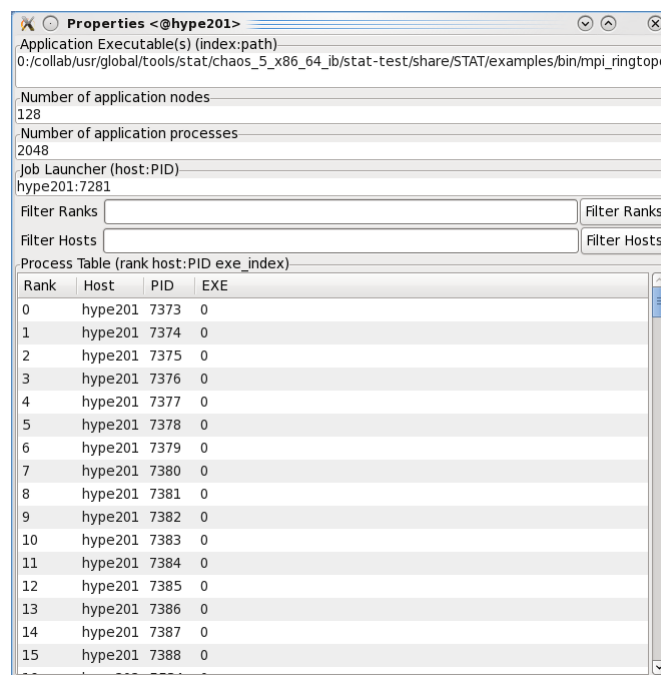 Properties <@hype201>
Application Executable(s) (index:path)
0:/collab/usr/global/tools/stat/chaos_5_x86_64_ib/stat-test/share/STAT/examples/bin/mpi_ringtopo
Number of application nodes
128
Number of application processes
2048
Job Launcher (host:PID)
hype201:7281
Filter Ranks Filter Ranks
Filter Hosts Filter Hosts
Process Table (rank host:PID exe_index)
Rank Host PID EXE
0 hype201 7373 0
1 hype201 7374 0
2 hype201 7375 0
3 hype201 7376 0
4 hype201 7377 0
5 hype201 7378 0
6 hype201 7379 0
7 hype201 7380 0
8 hype201 7381 0
9 hype201 7382 0
10 hype201 7383 0
11 hype201 7384 0
12 hype201 7385 0
13 hype201 7386 0
14 hype201 7387 0
15 hype201 7388 0